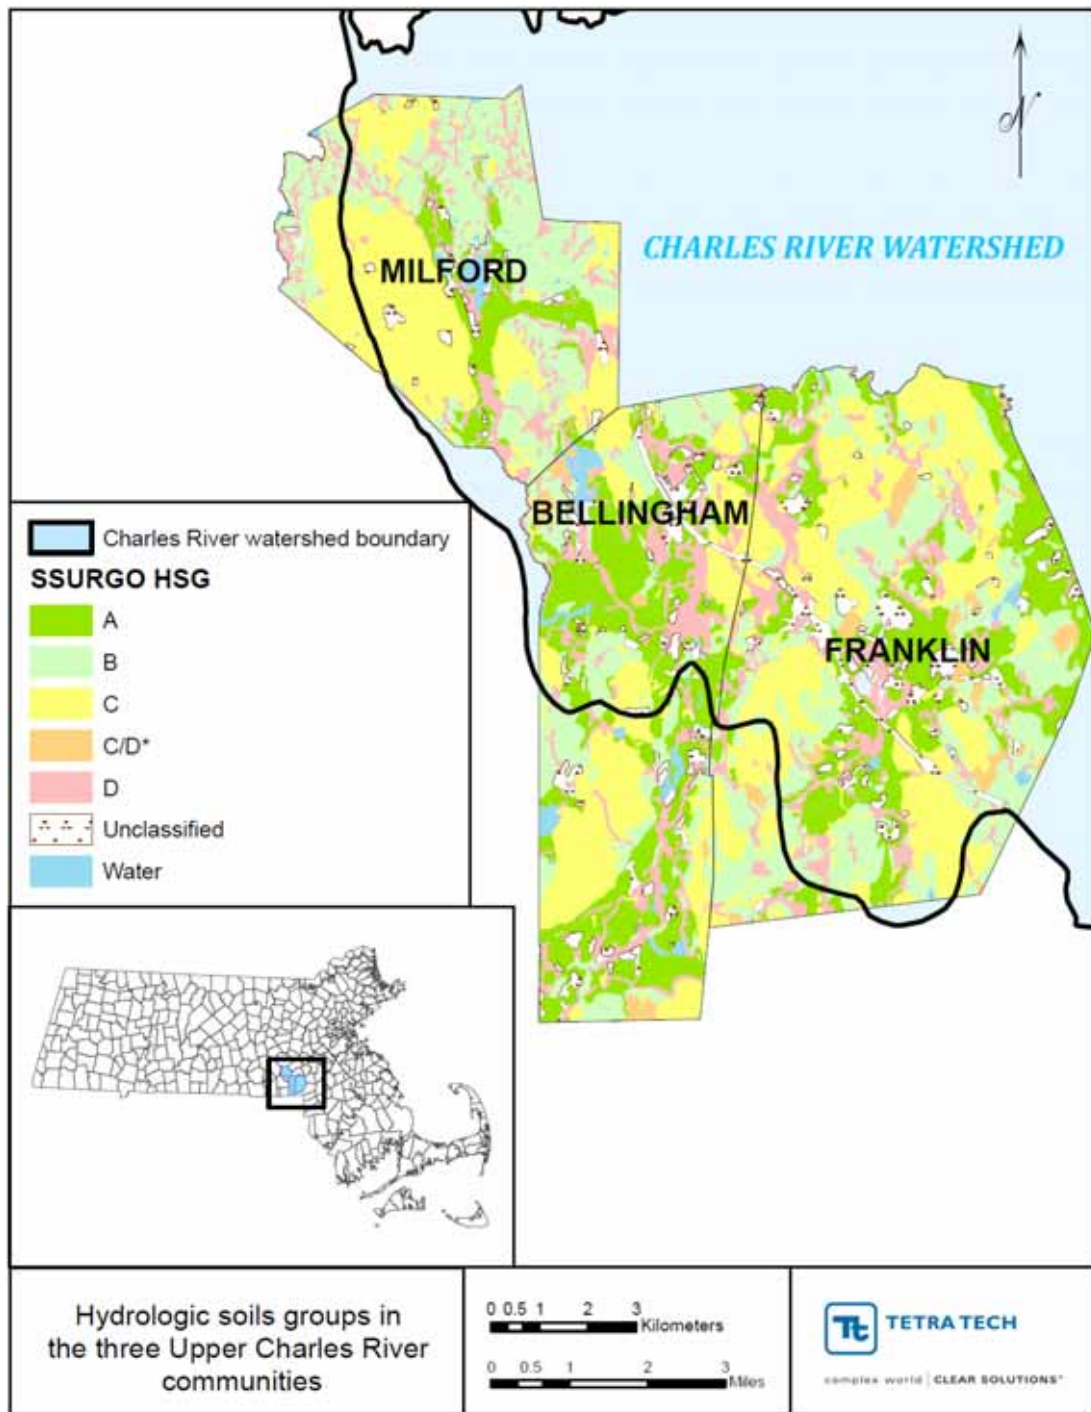 N
CHARLES RIVER WATERSHED
MILFORD
BELLINGHAM
FRANKLIN
Charles River watershed boundary
SSURGO HSG
A
B
C
C/D*
D
Unclassified
Water
Hydrologic soils groups in
the three Upper Charles River
communities
0 0.5 1 2 3
Kilometers
0 0.5 1 2 3
Miles
Tt
TETRA TECH
complex world | CLEAR SOLUTIONS™